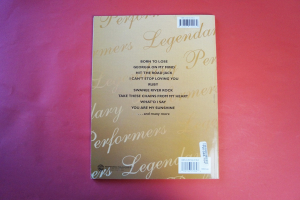 Performers
Legendary
BORN TO LOSE
GEORGIA ON MY MIND
HIT THE ROAD JACK
I CAN'T STOP LOVING YOU
RUBY
SWANEE RIVER ROCK
TAKE THESE CHAINS FROM MY HEART
WHAT'D I SAY
YOU ARE MY SUNSHINE
...and many more
Performers
Legendary